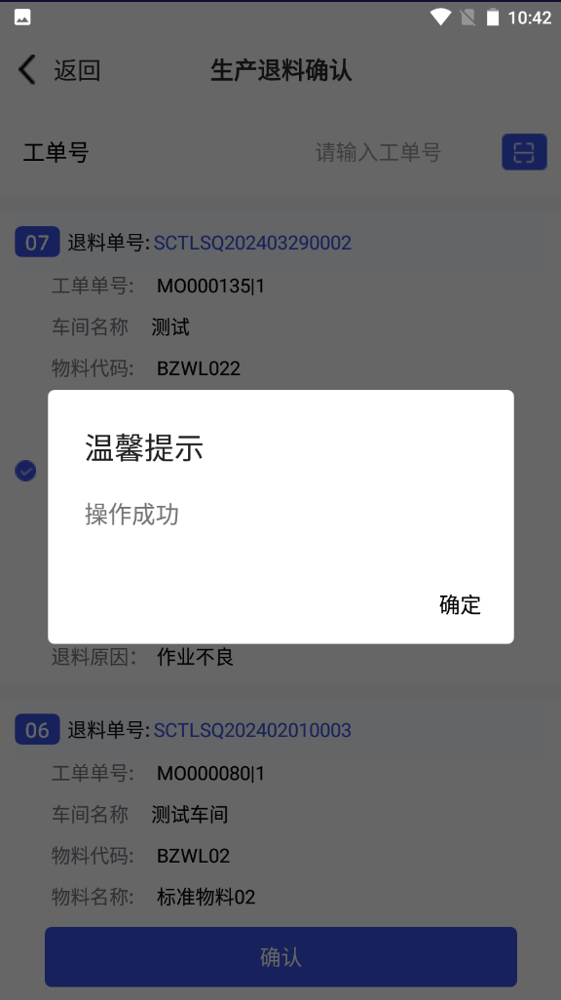 10:42
返回 生产退料确认
工单号 请输入工单号
07 退料单号: SCTLSQ202403290002
工单单号: MO000135|1
车间名称 测试
物料代码: BZWL022
温馨提示
操作成功
确定
退料原因: 作业不良
06 退料单号: SCTLSQ202402010003
工单单号: MO000080|1
车间名称 测试车间
物料代码: BZWL02
物料名称: 标准物料02
确认